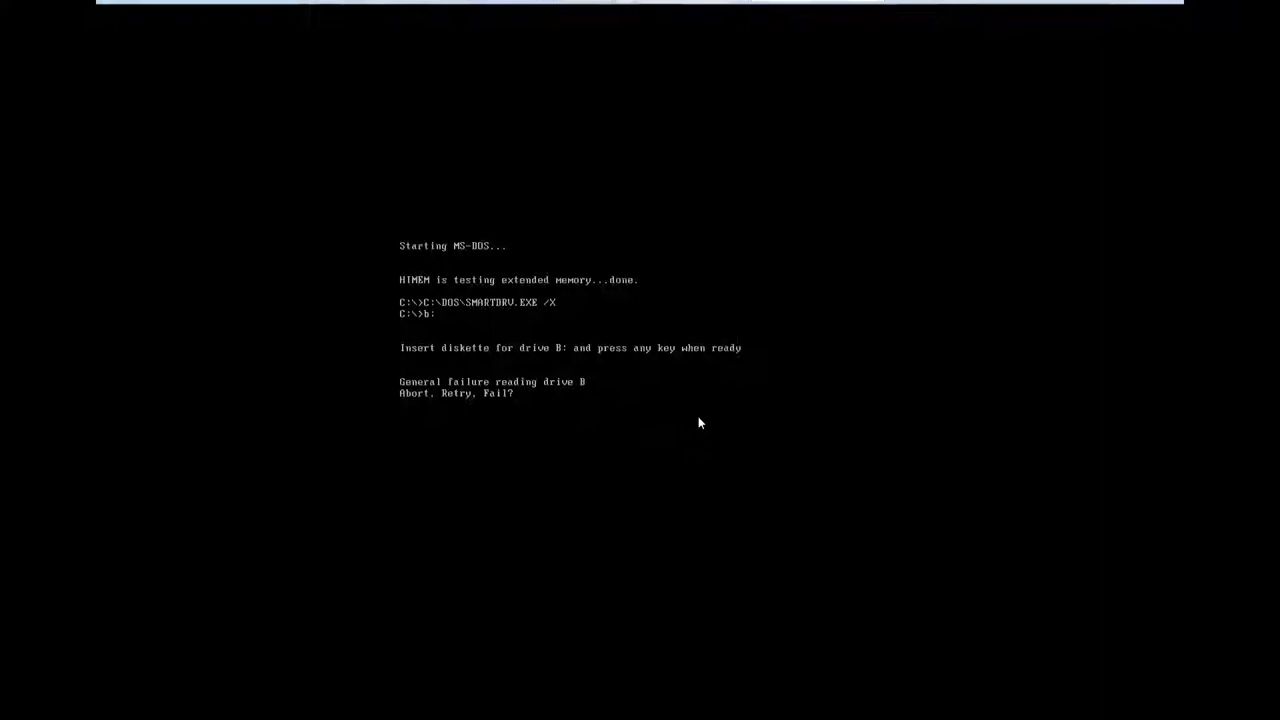 Starting MS-DOS...
HIMEM is testing extended memory...done.
C:\>C:\DOS\SMARTDRV.EXE /X
C:\>b:
Insert diskette for drive B: and press any key when ready
General failure reading drive B
Abort, Retry, Fail?